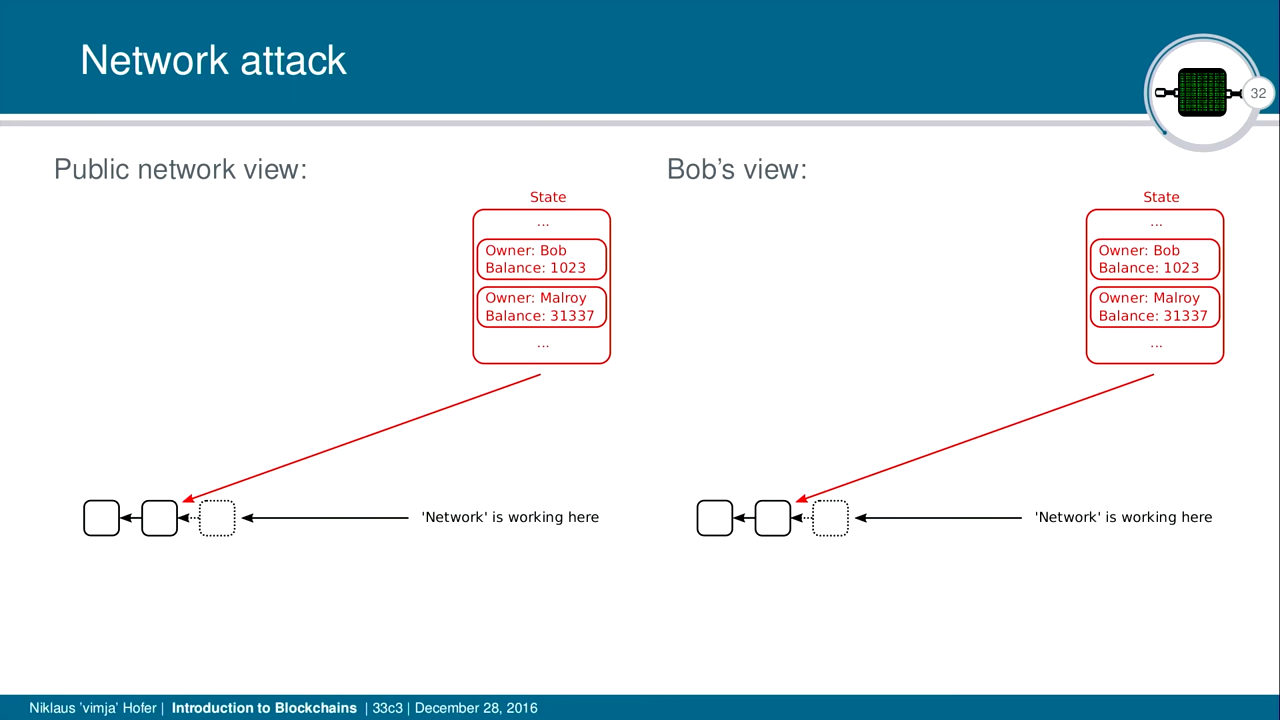 Network attack
32
Public network view:
State
...
Owner: Bob
Balance: 1023
Owner: Malroy
Balance: 31337
...
'Network' is working here
Bob's view:
State
...
Owner: Bob
Balance: 1023
Owner: Malroy
Balance: 31337
...
'Network' is working here
Niklaus 'vimja' Hofer | Introduction to Blockchains | 33c3 | December 28, 2016